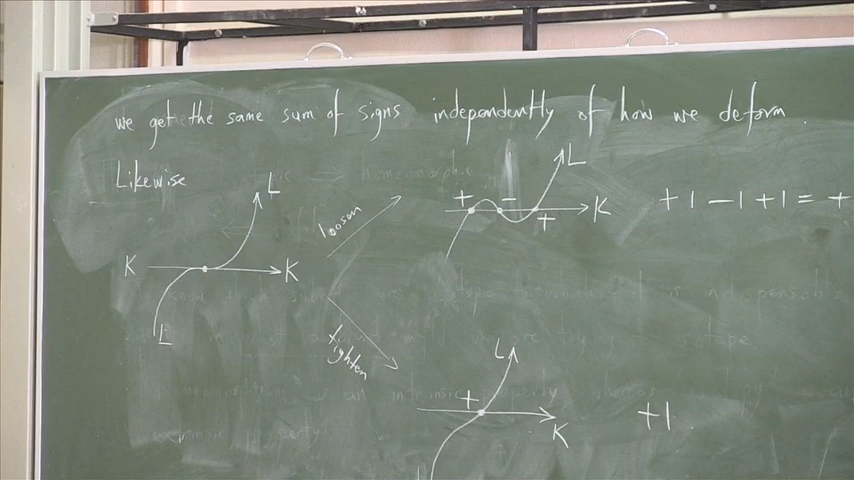 we get the same sum of signs independently of how we deform.
Likewise
L
K
K
L
loosen
tighten
+ - +
L
K
+1 -1 +1 = +
L
+
K
+1